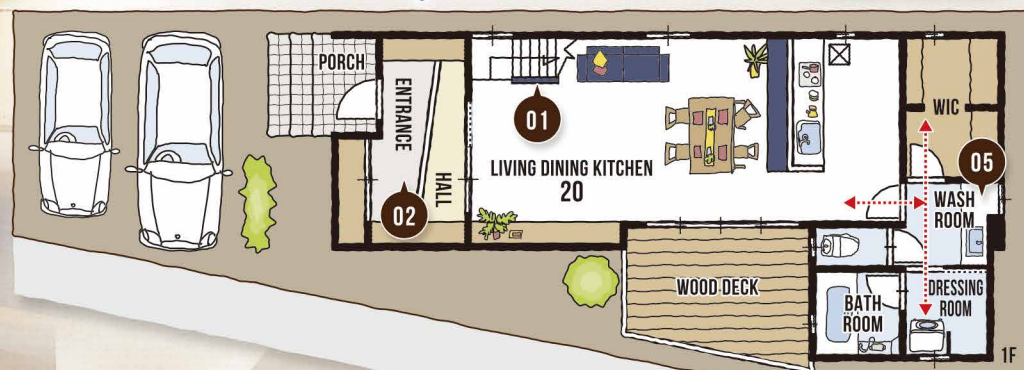 PORCH
ENTRANCE
HALL
02
01
LIVING DINING KITCHEN
20
WIC
05
WASH
ROOM
WOOD DECK
BATH
ROOM
DRESSING
ROOM
1F